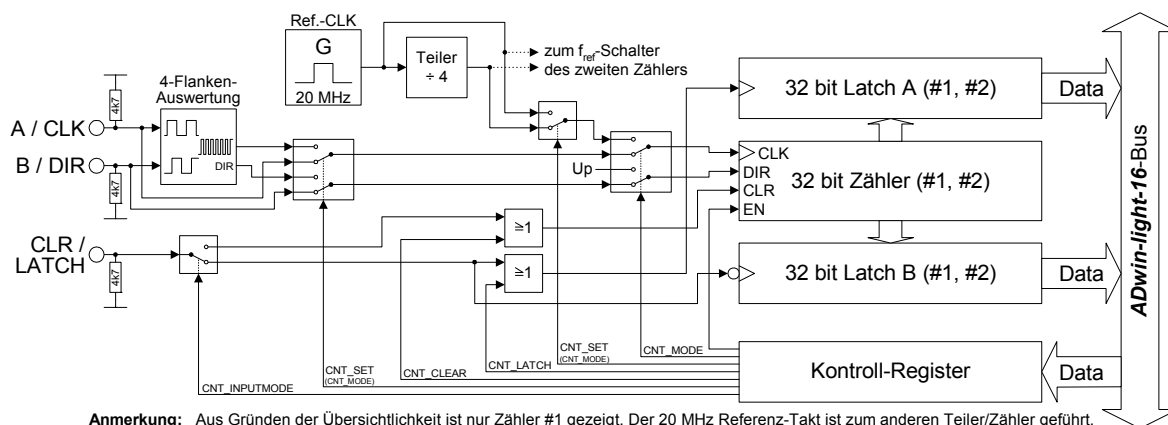 Ref.-CLK
G
20 MHz
Teiler
÷ 4
zum fref-Schalter
des zweiten Zählers
4-Flanken-
Auswertung
DIR
4k7
A / CLK
B / DIR
4k7
CLR /
LATCH
4k7
Up
≥1
≥1
32 bit Latch A (#1, #2)
Data
CLK
DIR
CLR
EN
32 bit Zähler (#1, #2)
32 bit Latch B (#1, #2)
Data
Kontroll-Register
Data
ADwin-light-16-Bus
CNT_INPUTMODE
CNT_SET
(CNT_MODE)
CNT_CLEAR
CNT_LATCH
CNT_SET
(CNT_MODE)
CNT_MODE
Anmerkung: Aus Gründen der Übersichtlichkeit ist nur Zähler #1 gezeigt. Der 20 MHz Referenz-Takt ist zum anderen Teiler/Zähler geführt.